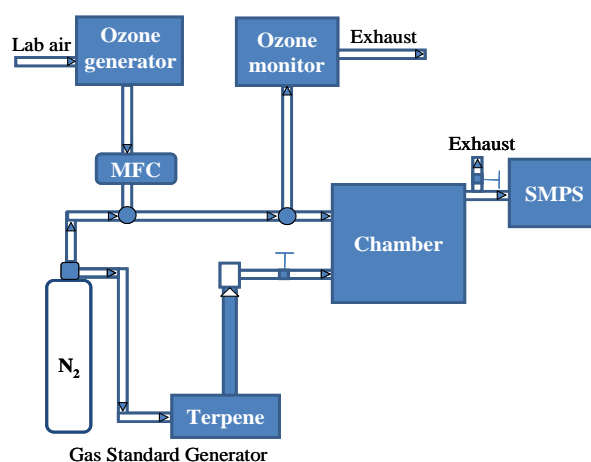 Lab air
Ozone
generator
Ozone
monitor
Exhaust
MFC
Exhaust
SMPS
Chamber
N₂
Terpene
Gas Standard Generator